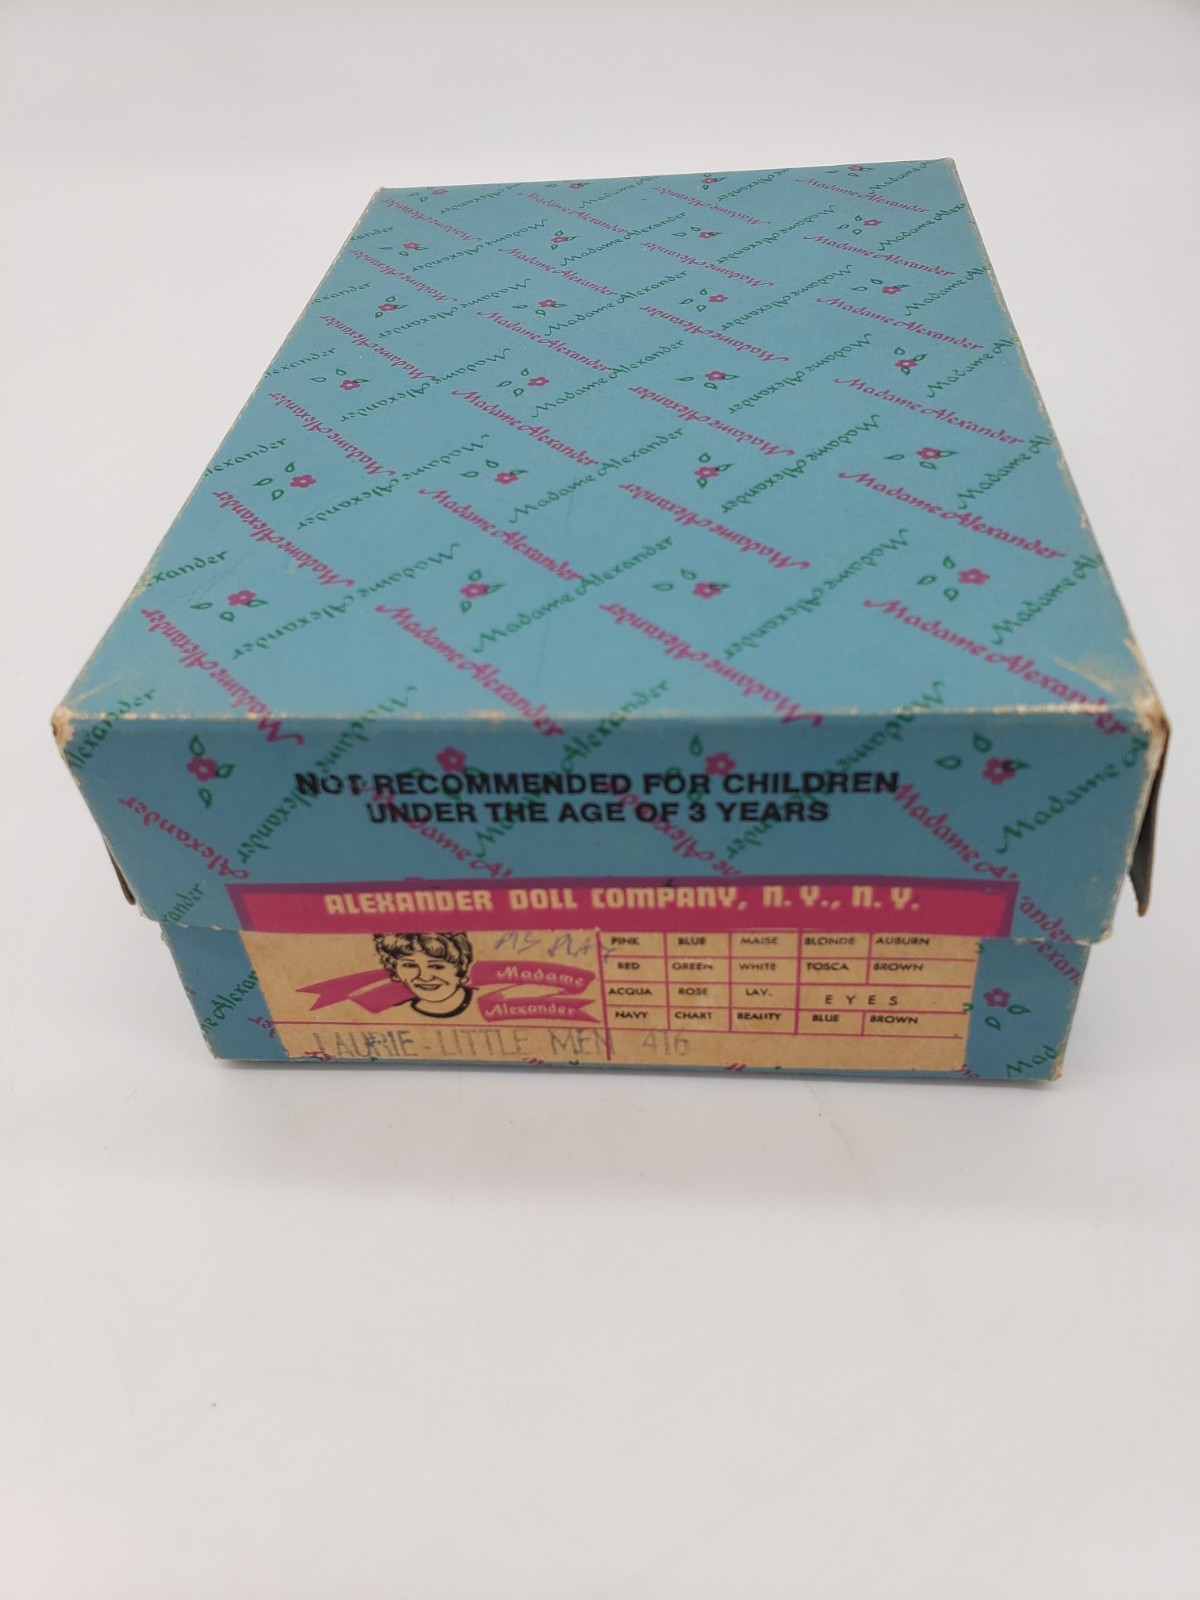 Madame Alexander
NOT RECOMMENDED FOR CHILDREN
UNDER THE AGE OF 3 YEARS
ALEXANDER DOLL COMPANY, N. Y., N. Y.
PINK BLUE MAISE BLONDE AUBURN
RED GREEN WHITE TOSCA BROWN
ACQUA ROSE LAV. EYES
NAVY CHART BEALITY BLUE BROWN
Madame
Alexander
LAURIE - LITTLE MEN 416